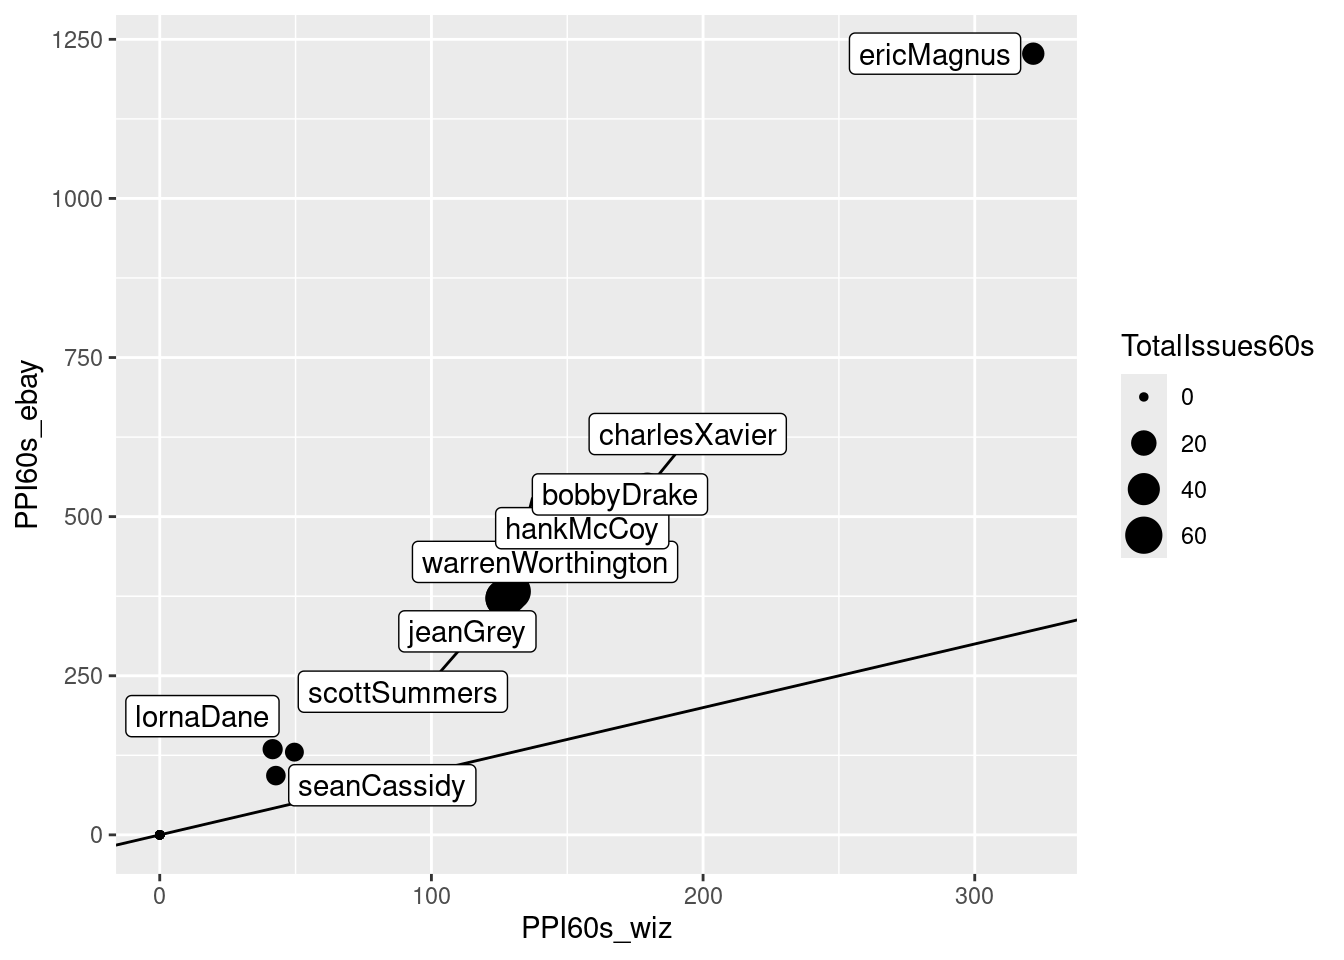 1250
1000
750
500
250
0
PPI60s_ebay
ericMagnus
charlesXavier
bobbyDrake
hankMcCoy
warrenWorthington
jeanGrey
scottSummers
lornaDane
seanCassidy
0
100
200
300
PPI60s_wiz
TotalIssues60s
0
20
40
60